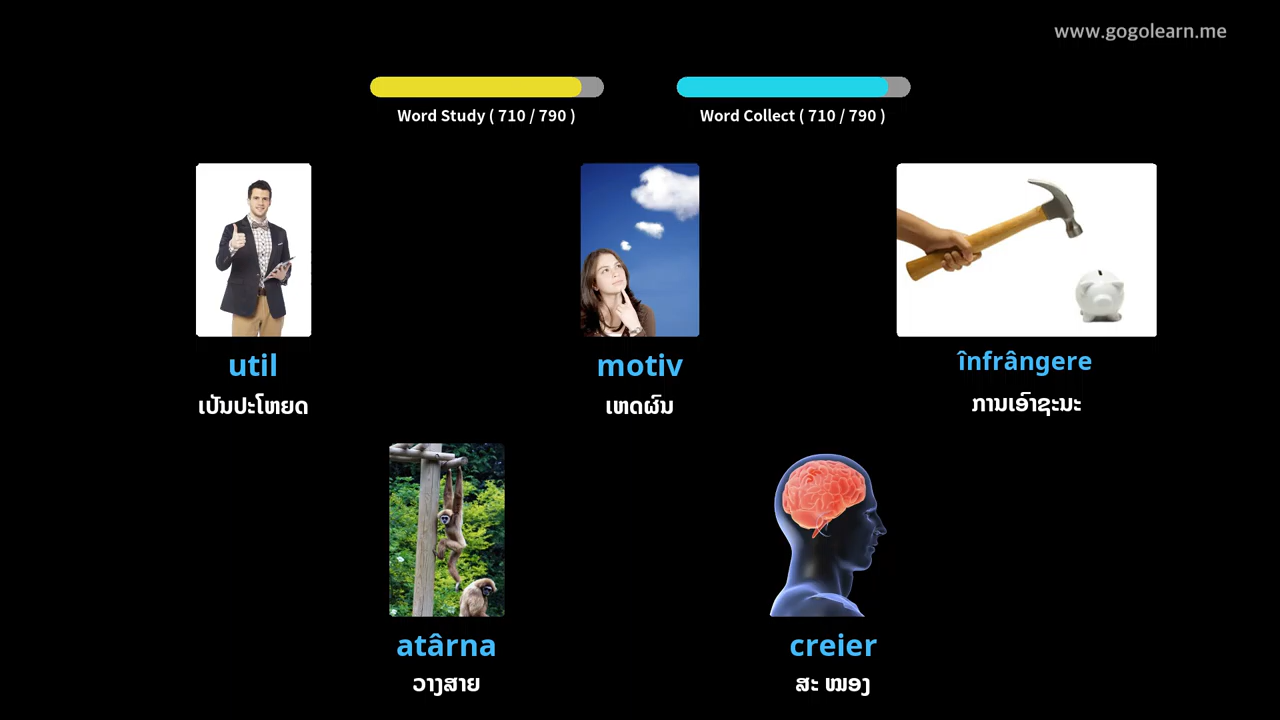 www.gogolearn.me
Word Study ( 710 / 790 )
Word Collect ( 710 / 790 )
util
ເປັນປະໂຫຍດ
motiv
ເຫດຜົນ
înfrângere
ການເອົາຊະນະ
atârna
ວາງສາຍ
creier
ສະ ໝອງ